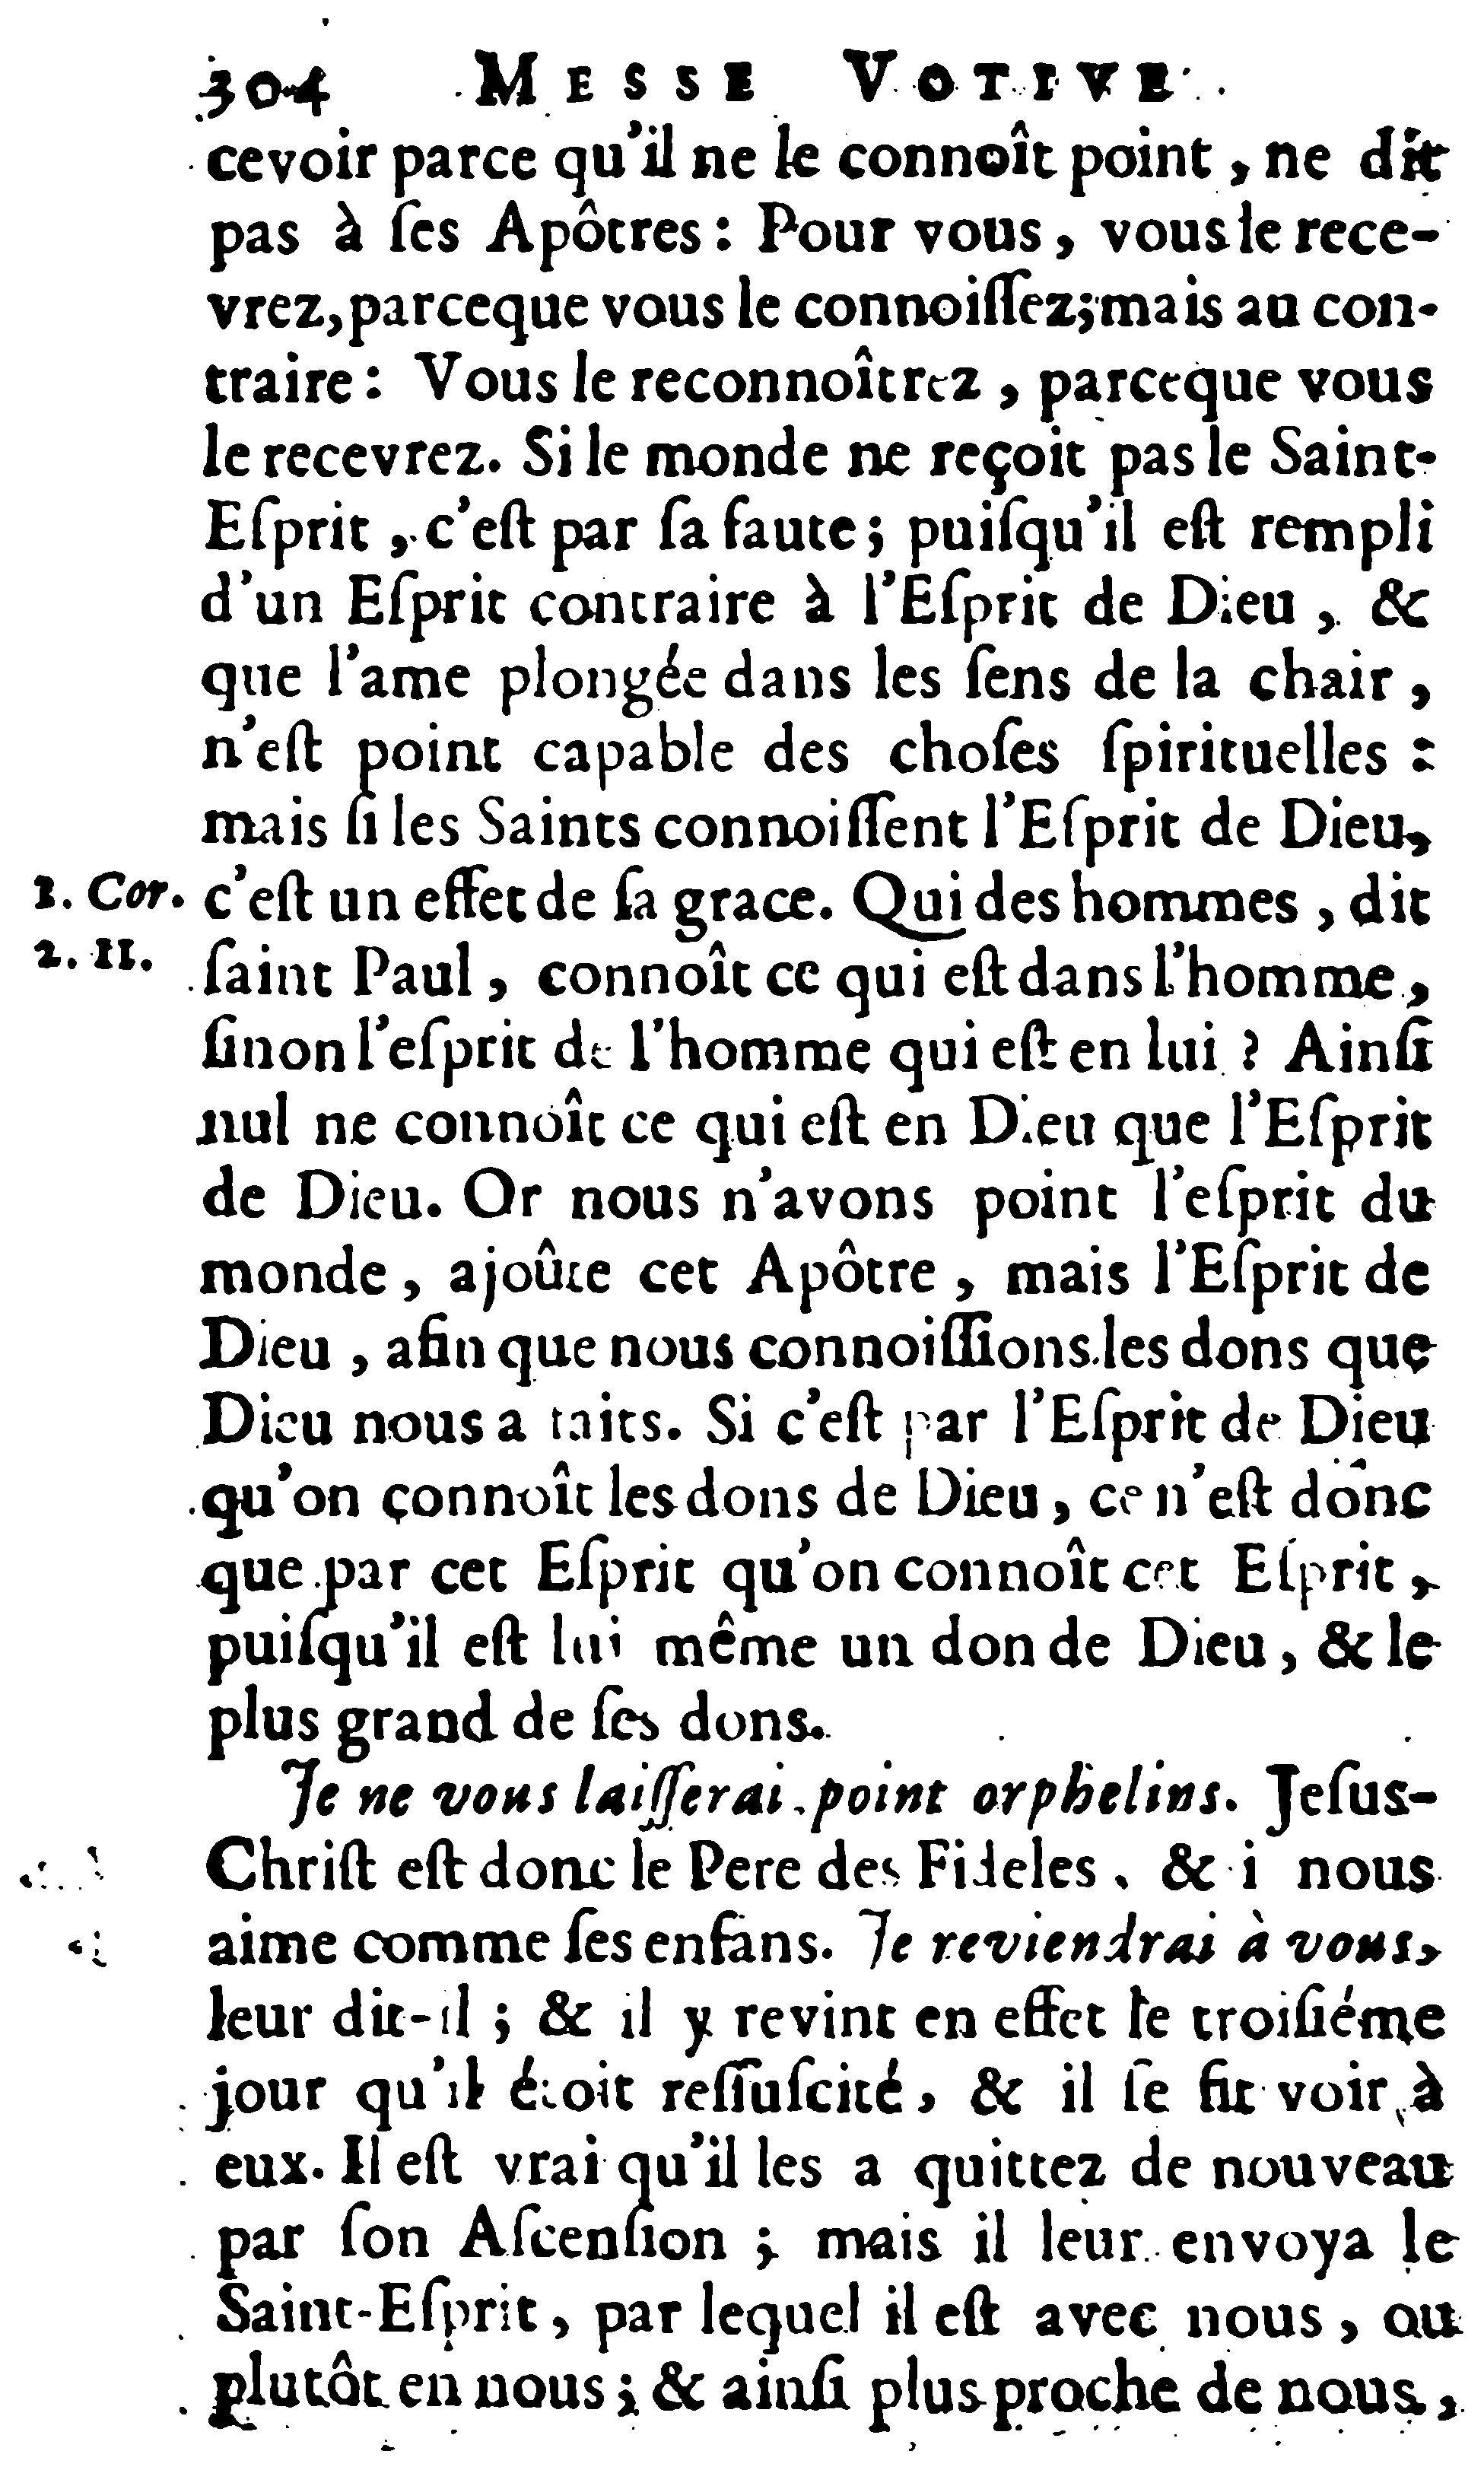 304 MESSE VOTIVE.
cevoir parce qu'il ne le connoît point, ne dit
pas à ſes Apôtres: Pour vous, vous le rece-
vrez, parceque vous le connoiſſez; mais au con-
traire: Vous le reconnoîtrez, parceque vous
le recevrez. Si le monde ne reçoit pas le Saint-
Eſprit, c'eſt par ſa faute; puiſqu'il eſt rempli
d'un Eſprit contraire à l'Eſprit de Dieu, &
que l'ame plongée dans les ſens de la chair,
n'eſt point capable des choſes ſpirituelles:
mais ſi les Saints connoiſſent l'Eſprit de Dieu,
1. Cor. c'eſt un effet de ſa grace. Qui des hommes, dit
2. 11. ſaint Paul, connoît ce qui eſt dans l'homme,
ſinon l'eſprit de l'homme qui eſt en lui? Ainſi
nul ne connoît ce qui eſt en Dieu que l'Eſprit
de Dieu. Or nous n'avons point l'eſprit du
monde, ajoûte cet Apôtre, mais l'Eſprit de
Dieu, afin que nous connoiſſions les dons que
Dieu nous a faits. Si c'eſt par l'Eſprit de Dieu
qu'on connoît les dons de Dieu, ce n'eſt donc
que par cet Eſprit qu'on connoît cet Eſprit,
puiſqu'il eſt lui même un don de Dieu, & le
plus grand de ſes dons.
Je ne vous laiſſerai point orphelins. Jeſus-
Chriſt eſt donc le Pere des Fideles, & i nous
aime comme ſes enfans. Je reviendrai à vous,
leur dit-il; & il y revint en effet le troiſiéme
jour qu'il étoit reſſuſcité, & il ſe fit voir à
eux. Il eſt vrai qu'il les a quittez de nouveau
par ſon Aſcenſion; mais il leur envoya le
Saint-Eſprit, par lequel il eſt avec nous, ou
plutôt en nous; & ainſi plus proche de nous,